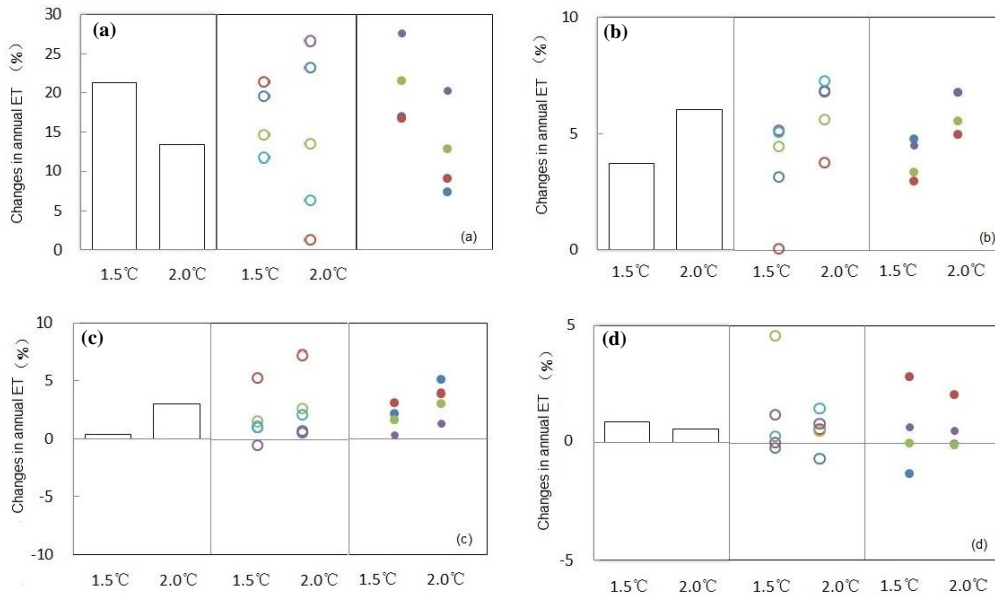 (a)
Changes in annual ET (%)
30
25
20
15
10
5
0
(a)
1.5℃ 2.0℃ 1.5℃ 2.0℃
(b)
Changes in annual ET (%)
10
5
0
(b)
1.5℃ 2.0℃ 1.5℃ 2.0℃ 1.5℃ 2.0℃
(c)
Changes in annual ET (%)
10
5
0
-5
-10
(c)
1.5℃ 2.0℃ 1.5℃ 2.0℃ 1.5℃ 2.0℃
(d)
Changes in annual ET (%)
5
0
-5
(d)
1.5℃ 2.0℃ 1.5℃ 2.0℃ 1.5℃ 2.0℃